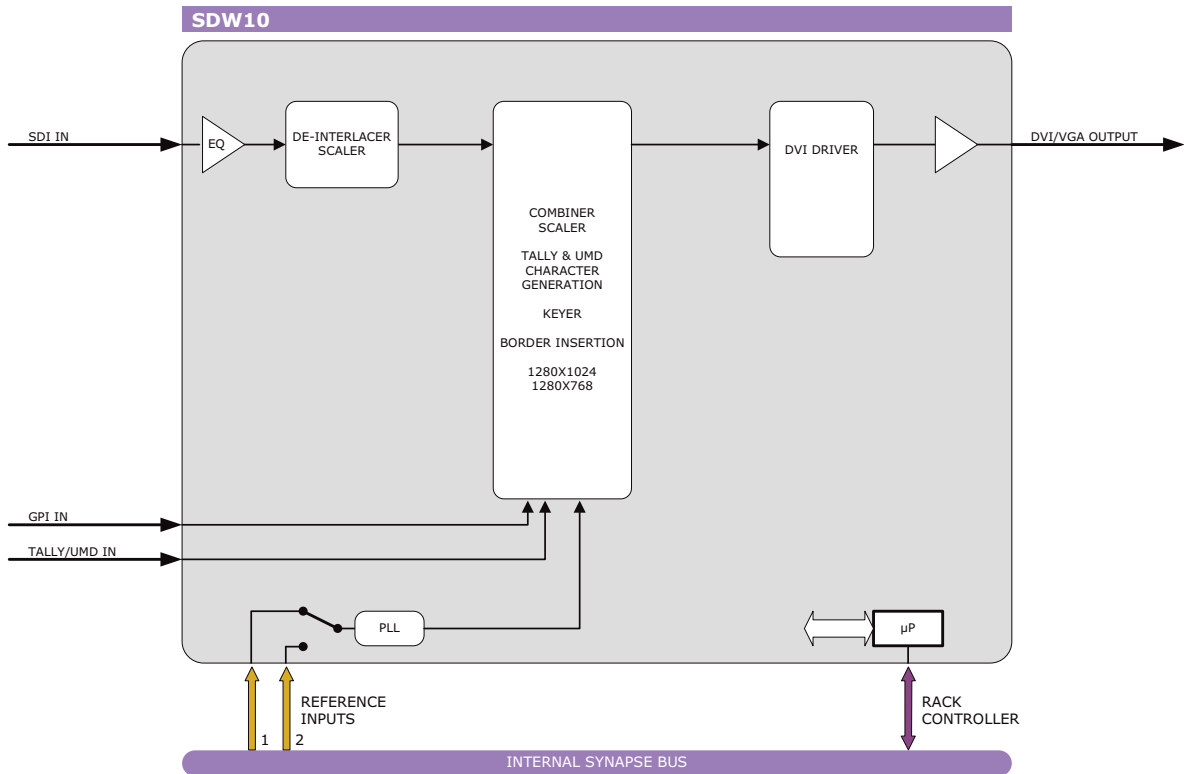 SDW10
SDI IN
EQ
DE-INTERLACER
SCALER
COMBINER
SCALER
TALLY & UMD
CHARACTER
GENERATION
KEYER
BORDER INSERTION
1280X1024
1280X768
DVI DRIVER
DVI/VGA OUTPUT
GPI IN
TALLY/UMD IN
PLL
µP
REFERENCE
INPUTS
1
2
RACK
CONTROLLER
INTERNAL SYNAPSE BUS